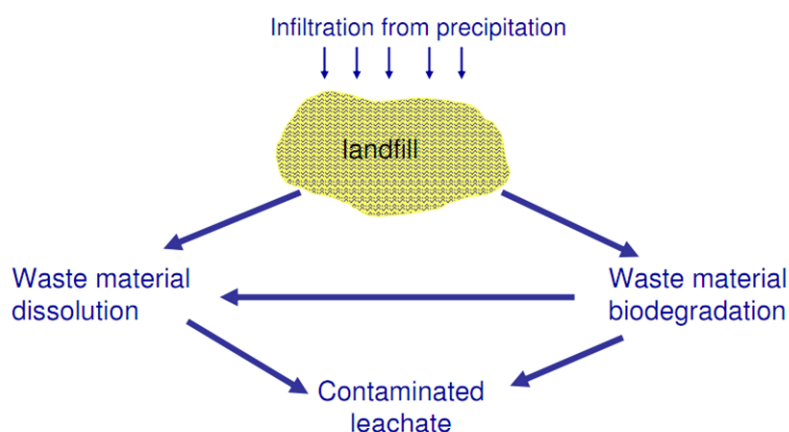 Infiltration from precipitation
landfill
Waste material
dissolution
Waste material
biodegradation
Contaminated
leachate